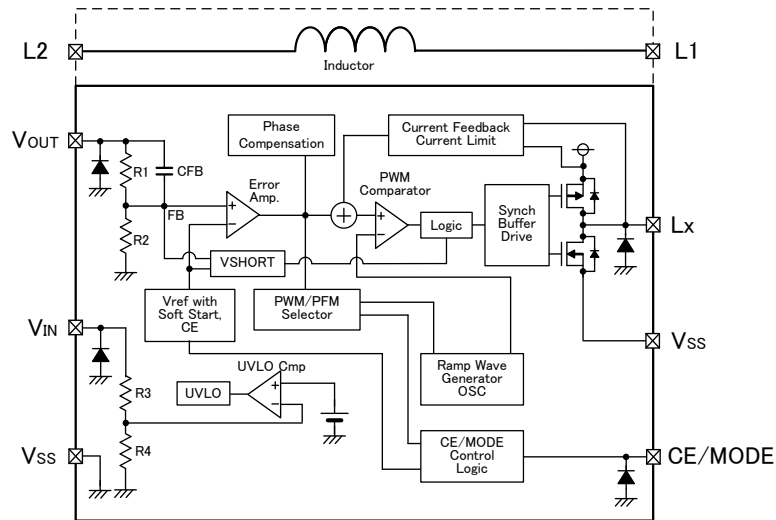 L2
L1
Inductor
VOUT
Phase
Compensation
Current Feedback
Current Limit
R1
CFB
Error
Amp.
PWM
Comparator
FB
+
−
+
+
−
Logic
Synch
Buffer
Drive
Lx
R2
VSHORT
Vref with
Soft Start,
CE
PWM/PFM
Selector
VIN
VSS
R3
UVLO Cmp
UVLO
+
−
Ramp Wave
Generator
OSC
R4
VSS
CE/MODE
Control
Logic
CE/MODE